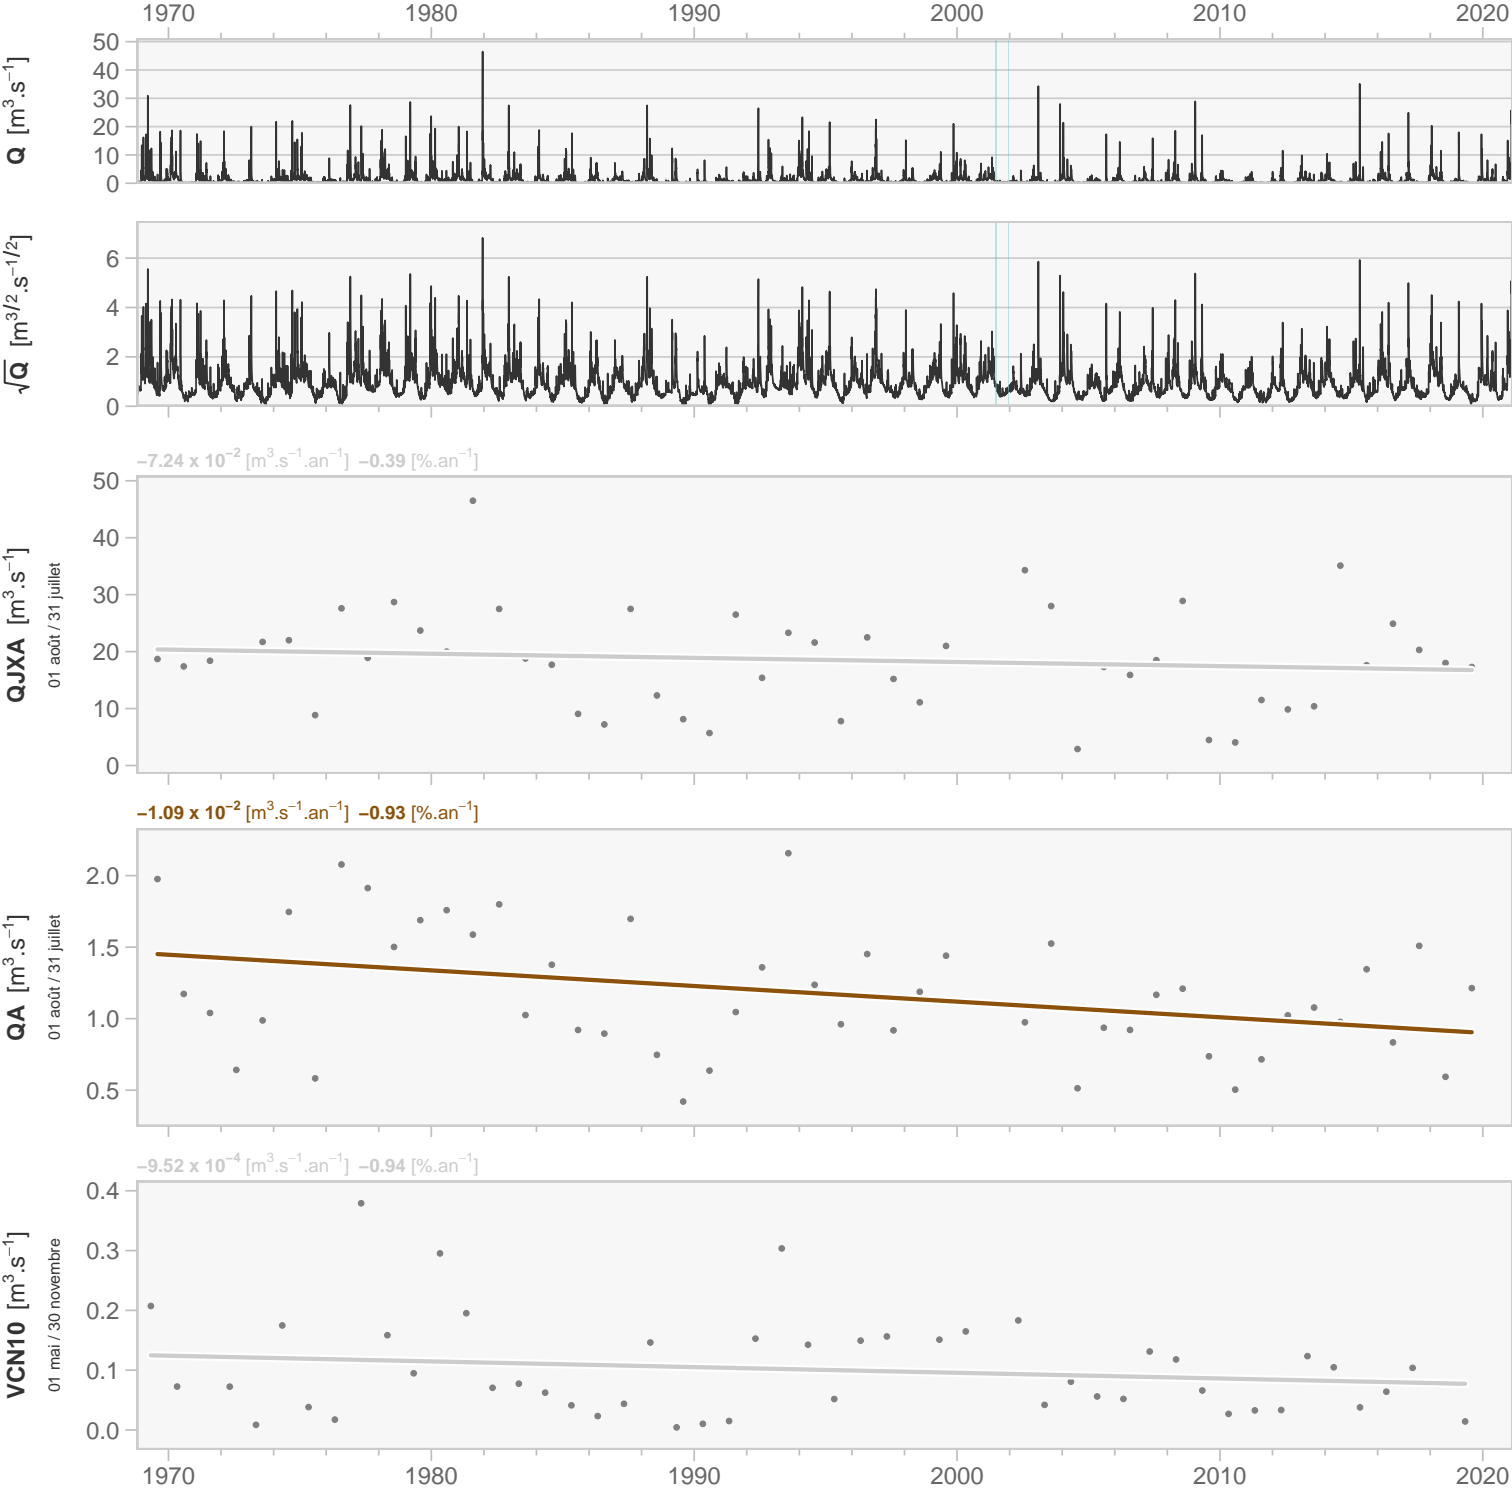 1970 1980 1990 2000 2010 2020
Q [m³.s⁻¹]
50
40
30
20
10
0
√Q [m³/².s⁻¹/²]
6
4
2
0
−7.24 x 10⁻² [m³.s⁻¹.an⁻¹] −0.39 [%.an⁻¹]
QJXA [m³.s⁻¹]
01 août / 31 juillet
50
40
30
20
10
0
−1.09 x 10⁻² [m³.s⁻¹.an⁻¹] −0.93 [%.an⁻¹]
QA [m³.s⁻¹]
01 août / 31 juillet
2.0
1.5
1.0
0.5
−9.52 x 10⁻⁴ [m³.s⁻¹.an⁻¹] −0.94 [%.an⁻¹]
VCN10 [m³.s⁻¹]
01 mai / 30 novembre
0.4
0.3
0.2
0.1
0.0
1970 1980 1990 2000 2010 2020